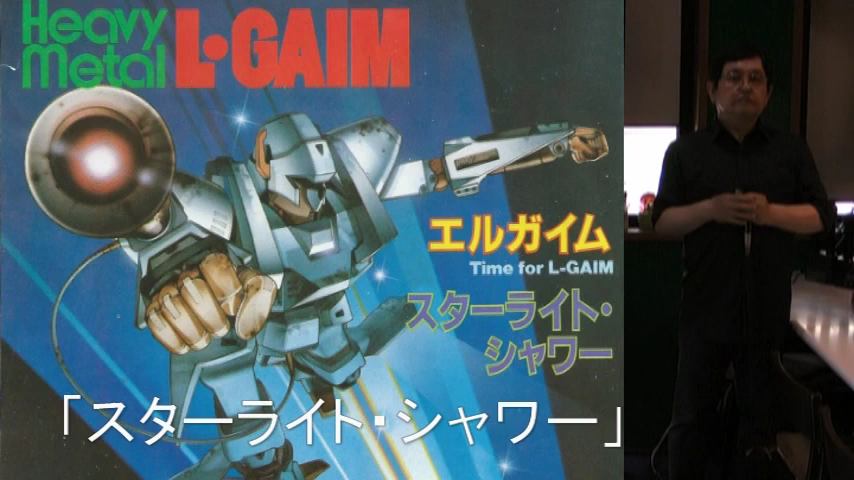 Heavy
Metal L·GAIM
エルガイム
Time for L-GAIM
スターライト・
シャワー
「スターライト・シャワー」